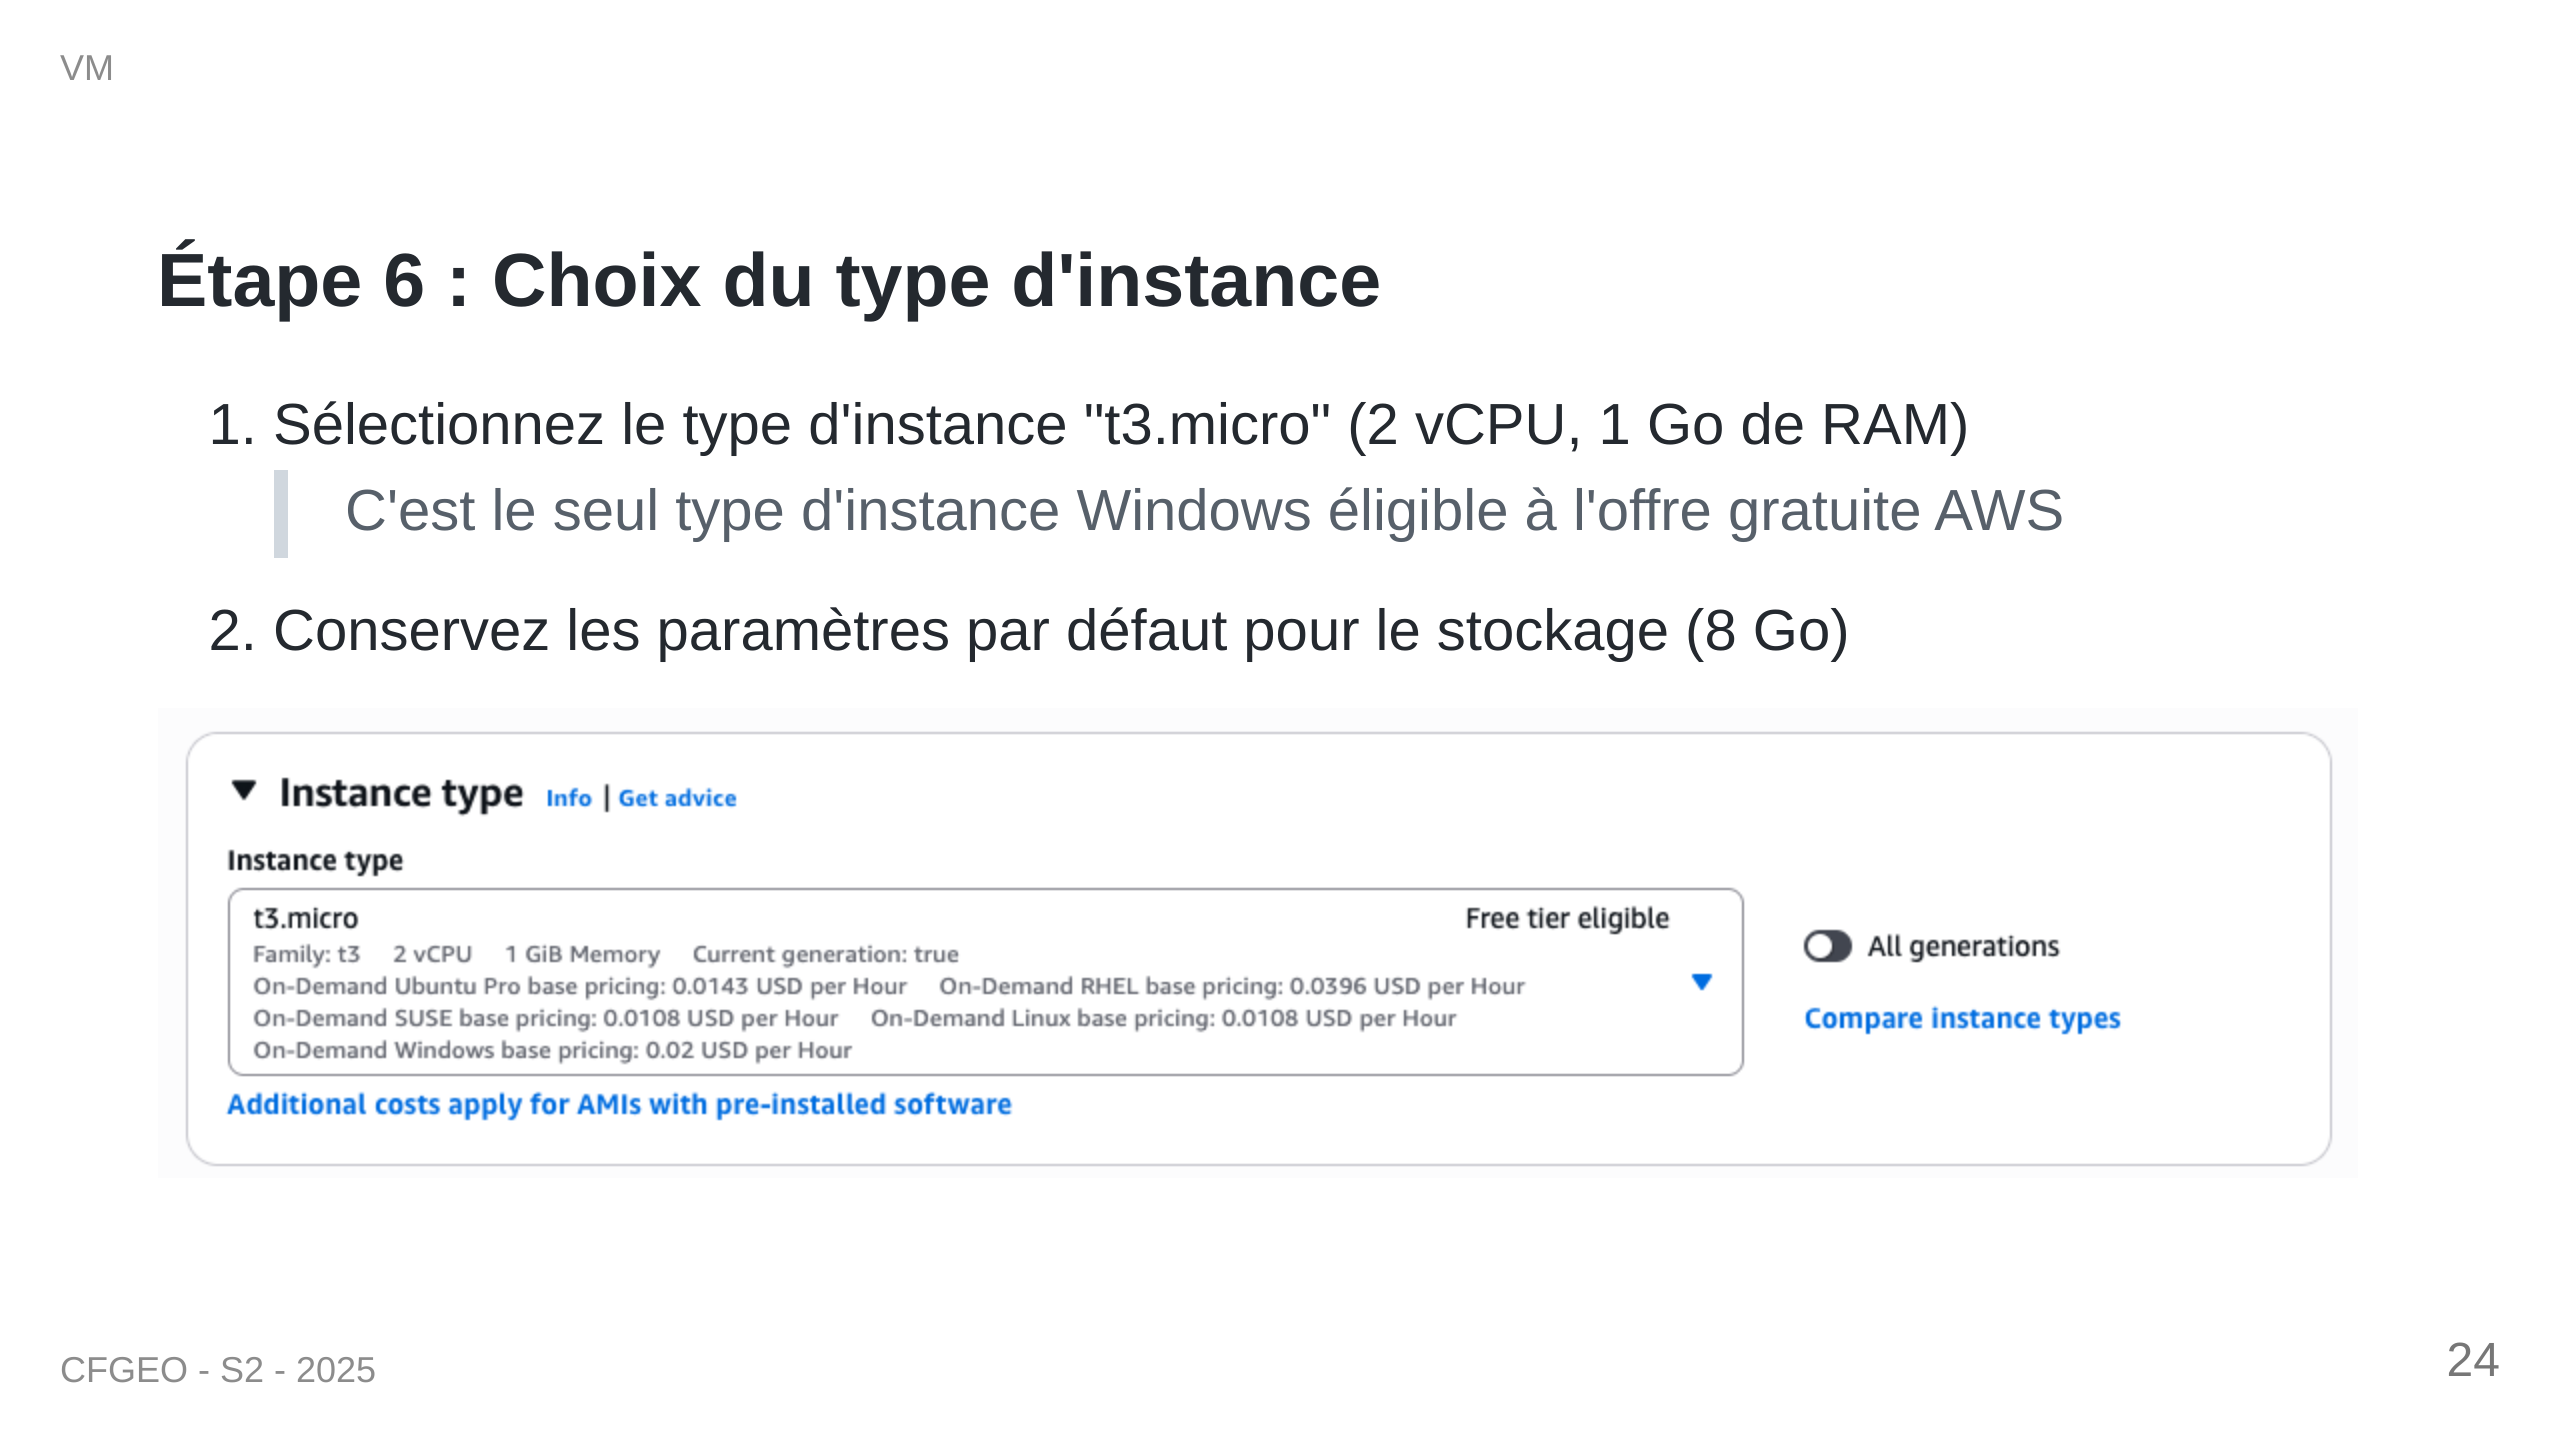 VM
Étape 6 : Choix du type d'instance
1. Sélectionnez le type d'instance "t3.micro" (2 vCPU, 1 Go de RAM)
C'est le seul type d'instance Windows éligible à l'offre gratuite AWS
2. Conservez les paramètres par défaut pour le stockage (8 Go)
Instance type Info | Get advice
Instance type
t3.micro Free tier eligible
Family: t3 2 vCPU 1 GiB Memory Current generation: true
On-Demand Ubuntu Pro base pricing: 0.0143 USD per Hour On-Demand RHEL base pricing: 0.0396 USD per Hour
On-Demand SUSE base pricing: 0.0108 USD per Hour On-Demand Linux base pricing: 0.0108 USD per Hour
On-Demand Windows base pricing: 0.02 USD per Hour
All generations
Compare instance types
Additional costs apply for AMIs with pre-installed software
CFGEO - S2 - 2025
24